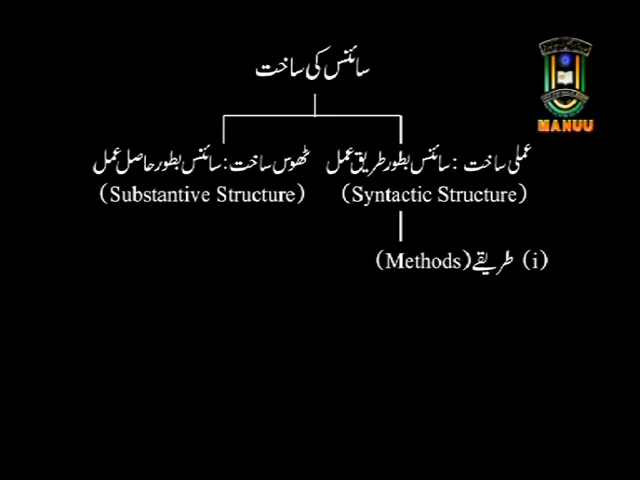 سائنس کی ساخت
MANUU
عملی ساخت : سائنس بطور طریق عمل
(Syntactic Structure)
ٹھوس ساخت : سائنس بطور حاصل عمل
(Substantive Structure)
(i) طریقے (Methods)